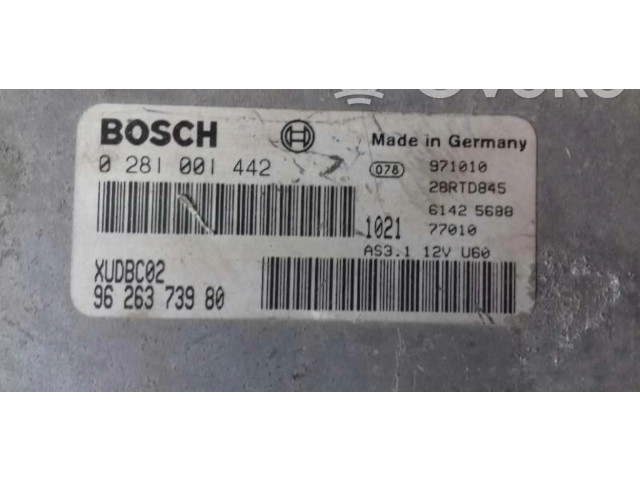 BOSCH
Made in Germany
0 281 001 442
078
971010
28RTD845
6142 5688
1021
77010
AS3.1 12V U60
XUDBC02
96 263 739 80